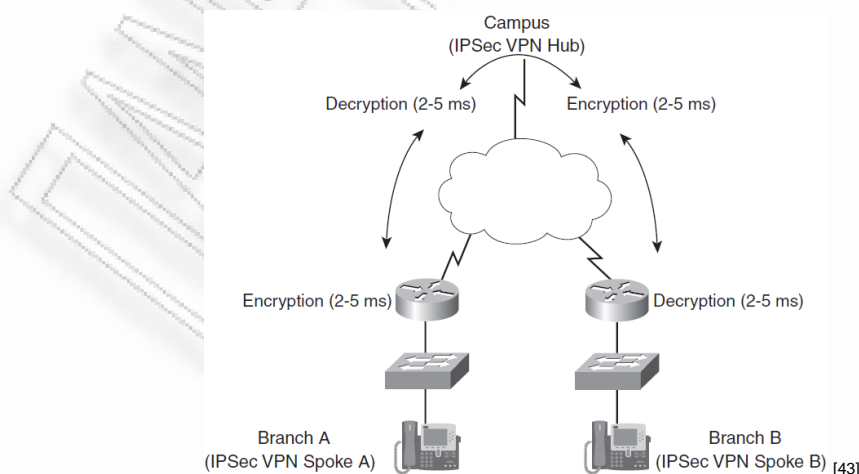 Campus
(IPSec VPN Hub)
Decryption (2-5 ms)
Encryption (2-5 ms)
Encryption (2-5 ms)
Decryption (2-5 ms)
Branch A
(IPSec VPN Spoke A)
Branch B
(IPSec VPN Spoke B) [43]